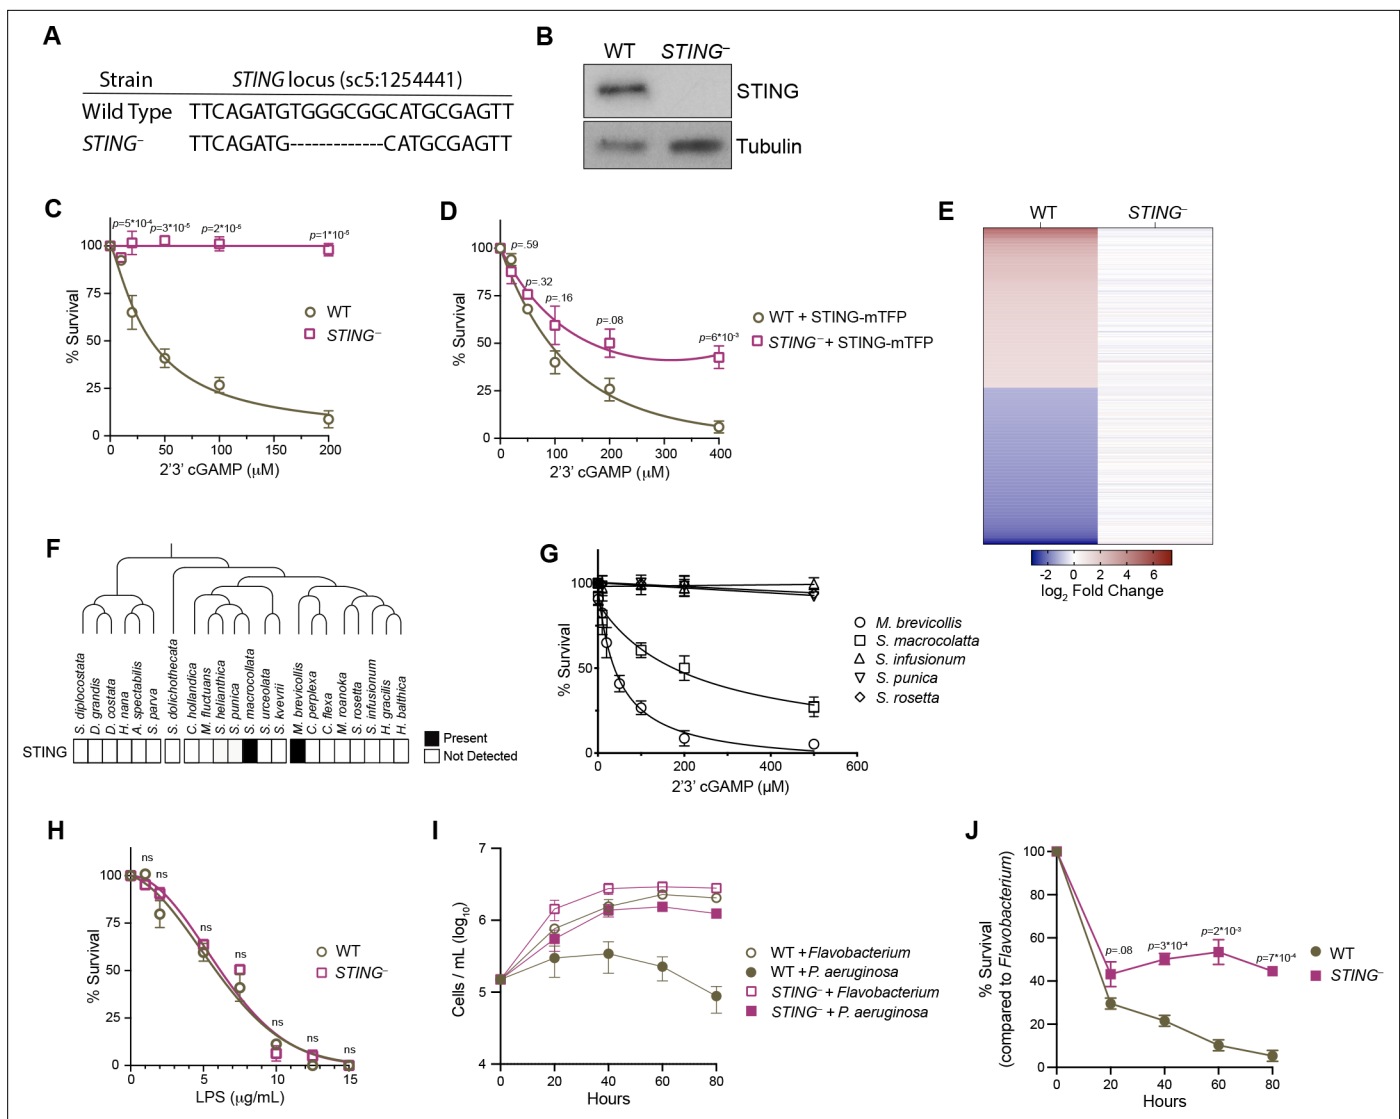 A
Strain STING locus (sc5:1254441)
Wild Type TTCAGATGTGGGCGGCATGCGAGTT
STING– TTCAGATG-------------CATGCGAGTT
B
WT STING–
STING
Tubulin
C
p=5*10-4 p=3*10-5 p=2*10-5 p=1*10-5
% Survival
100
75
50
25
0
0 50 100 150 200
2'3' cGAMP (µM)
WT
STING–
D
p=.59
p=.32
p=.16
p=.08
p=6*10-3
% Survival
100
75
50
25
0
0 100 200 300 400
2'3' cGAMP (µM)
WT + STING-mTFP
STING– + STING-mTFP
E
WT STING–
-2 0 2 4 6
log2 Fold Change
F
S. diplocostata
D. grandis
D. costata
H. nana
A. spectabilis
S. parva
S. dolichothecata
C. hollandica
M. fluctuans
S. helianthica
S. punica
S. macrocollata
S. urceolata
S. kvevrii
M. brevicollis
C. perplexa
C. flexa
M. roanoka
S. rosetta
S. infusionum
H. gracilis
H. balthica
STING
Present
Not Detected
G
% Survival
100
50
0
0 200 400 600
2'3' cGAMP (µM)
M. brevicollis
S. macrocolatta
S. infusionum
S. punica
S. rosetta
H
ns
ns
ns
ns
ns
ns
ns
% Survival
100
75
50
25
0
0 5 10 15
LPS (µg/mL)
WT
STING–
I
Cells / mL (log10)
7
6
5
4
0 20 40 60 80
Hours
WT + Flavobacterium
WT + P. aeruginosa
STING– + Flavobacterium
STING– + P. aeruginosa
J
% Survival
(compared to Flavobacterium)
100
80
60
40
20
0
p=.08
p=3*10-4
p=2*10-3
p=7*10-4
0 20 40 60 80
Hours
WT
STING–